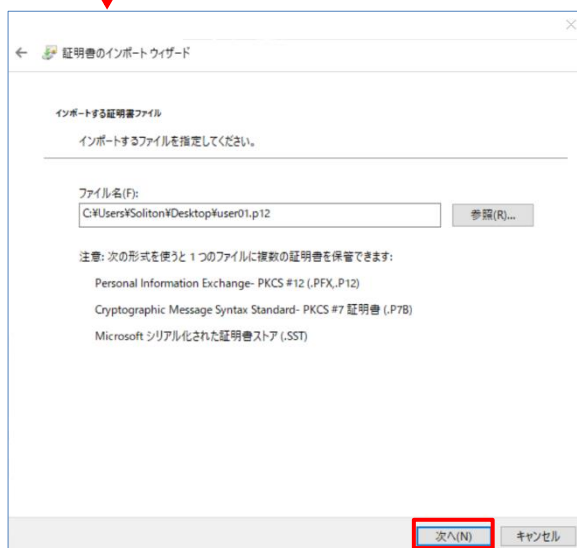 証明書のインポート ウィザード
インポートする証明書ファイル
インポートするファイルを指定してください。
ファイル名(F):
C:¥Users¥Soliton¥Desktop¥user01.p12
参照(R)...
注意: 次の形式を使うと 1 つのファイルに複数の証明書を保管できます:
Personal Information Exchange- PKCS #12 (.PFX,.P12)
Cryptographic Message Syntax Standard- PKCS #7 証明書 (.P7B)
Microsoft シリアル化された証明書ストア (.SST)
次へ(N)
キャンセル